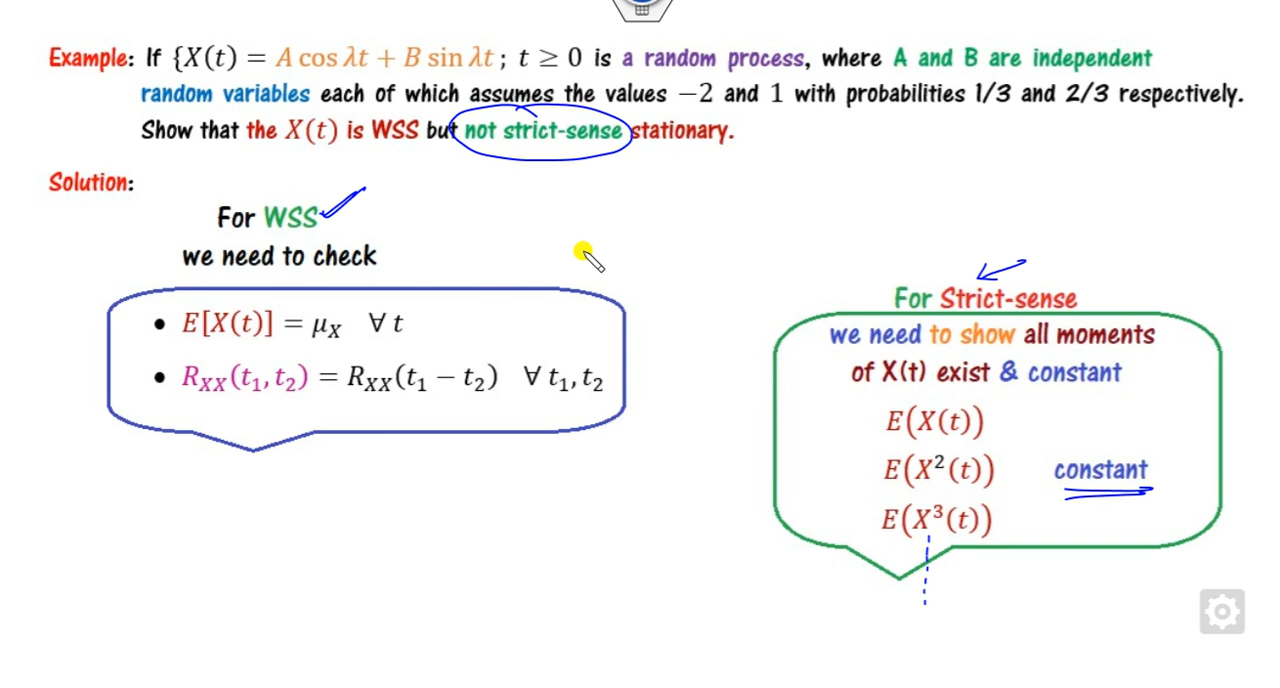 Example: If {X(t) = A cos λt + B sin λt ; t ≥ 0 is a random process, where A and B are independent
random variables each of which assumes the values −2 and 1 with probabilities 1/3 and 2/3 respectively.
Show that the X(t) is WSS but not strict-sense stationary.
Solution:
For WSS
we need to check
• E[X(t)] = μ_X ∀ t
• R_XX(t₁, t₂) = R_XX(t₁ − t₂) ∀ t₁, t₂
For Strict-sense
we need to show all moments
of X(t) exist & constant
E(X(t))
E(X²(t)) constant
E(X³(t))